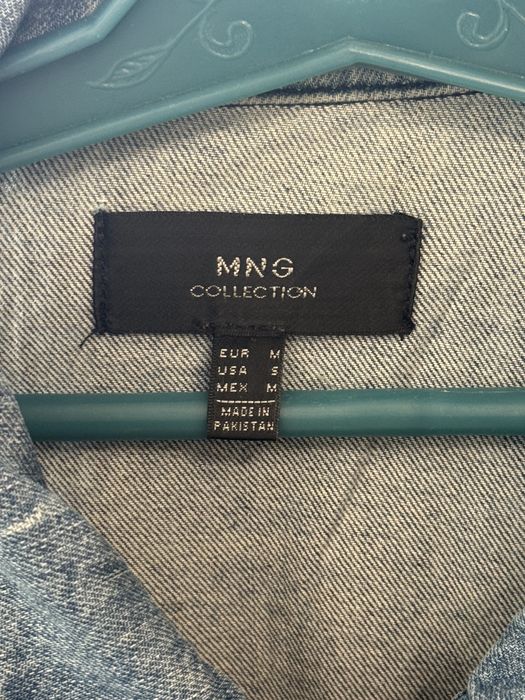 MNG
COLLECTION
EUR M
USA S
MEX M
MADE IN
PAKISTAN